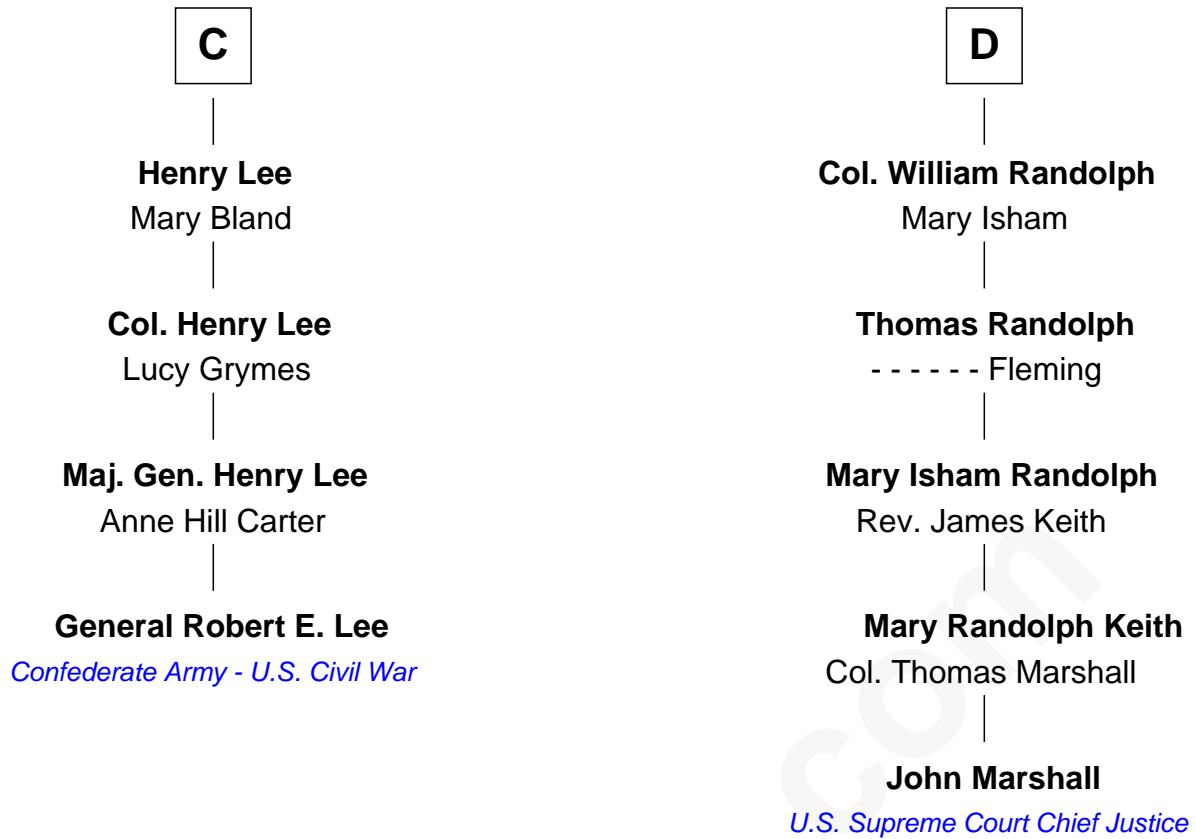 C
Henry Lee
Mary Bland
Col. Henry Lee
Lucy Grymes
Maj. Gen. Henry Lee
Anne Hill Carter
General Robert E. Lee
Confederate Army - U.S. Civil War
D
Col. William Randolph
Mary Isham
Thomas Randolph
- - - - - - Fleming
Mary Isham Randolph
Rev. James Keith
Mary Randolph Keith
Col. Thomas Marshall
John Marshall
U.S. Supreme Court Chief Justice
com